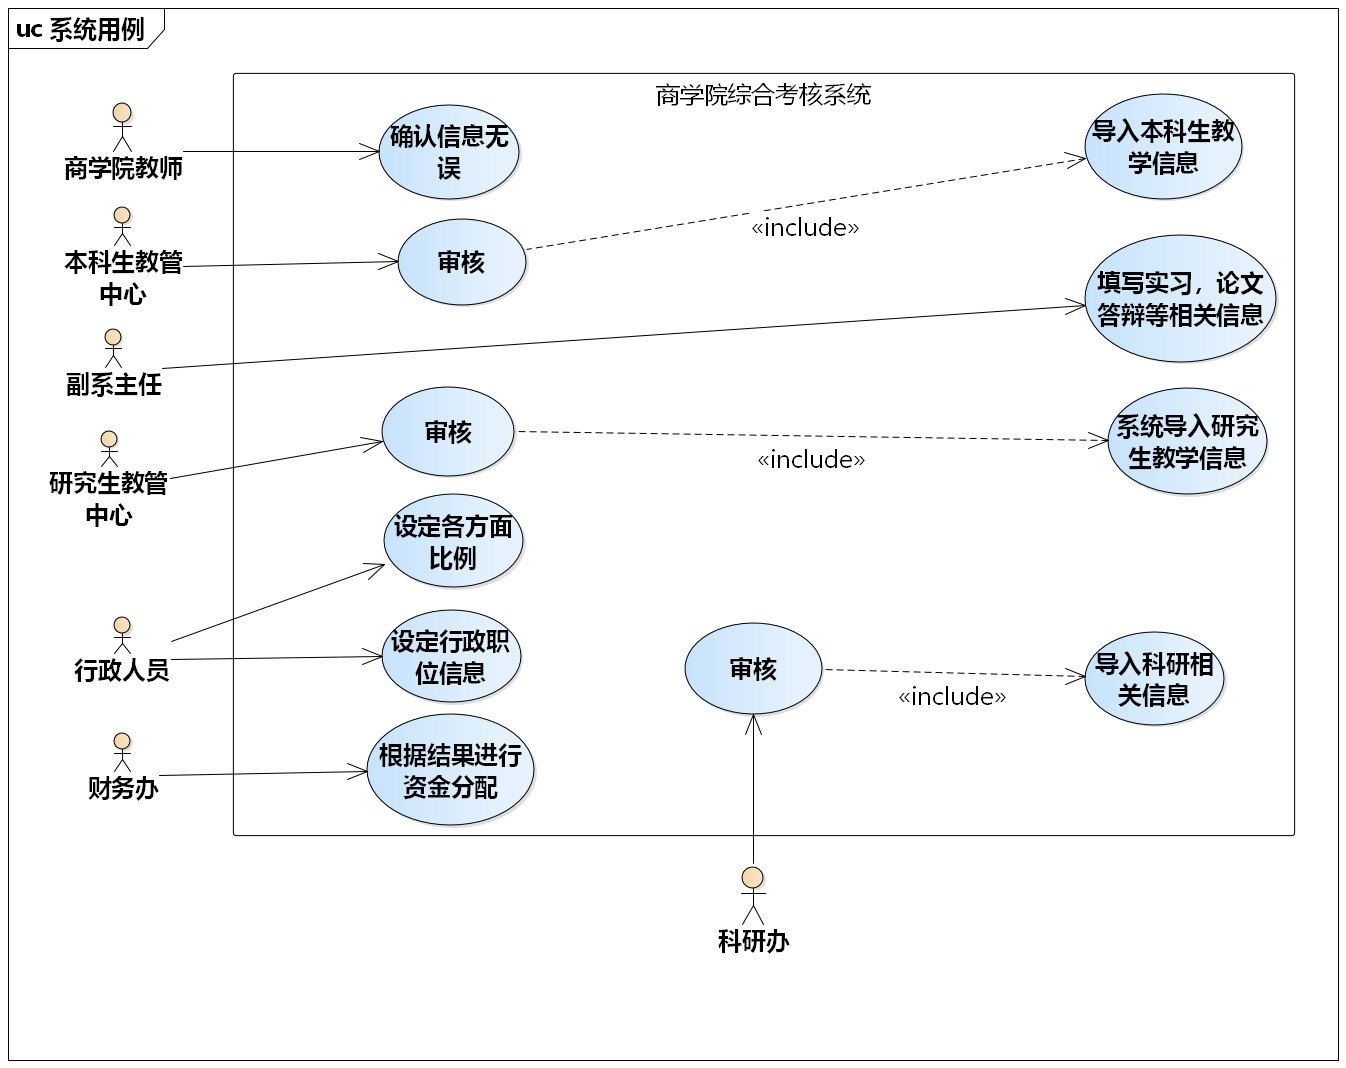 uc 系统用例
商学院综合考核系统
商学院教师
确认信息无
误
导入本科生教
学信息
本科生教管
中心
审核
«include»
填写实习，论文
答辩等相关信息
副系主任
研究生教管
中心
审核
«include»
系统导入研究
生教学信息
设定各方面
比例
行政人员
设定行政职
位信息
审核
«include»
导入科研相
关信息
财务办
根据结果进行
资金分配
科研办